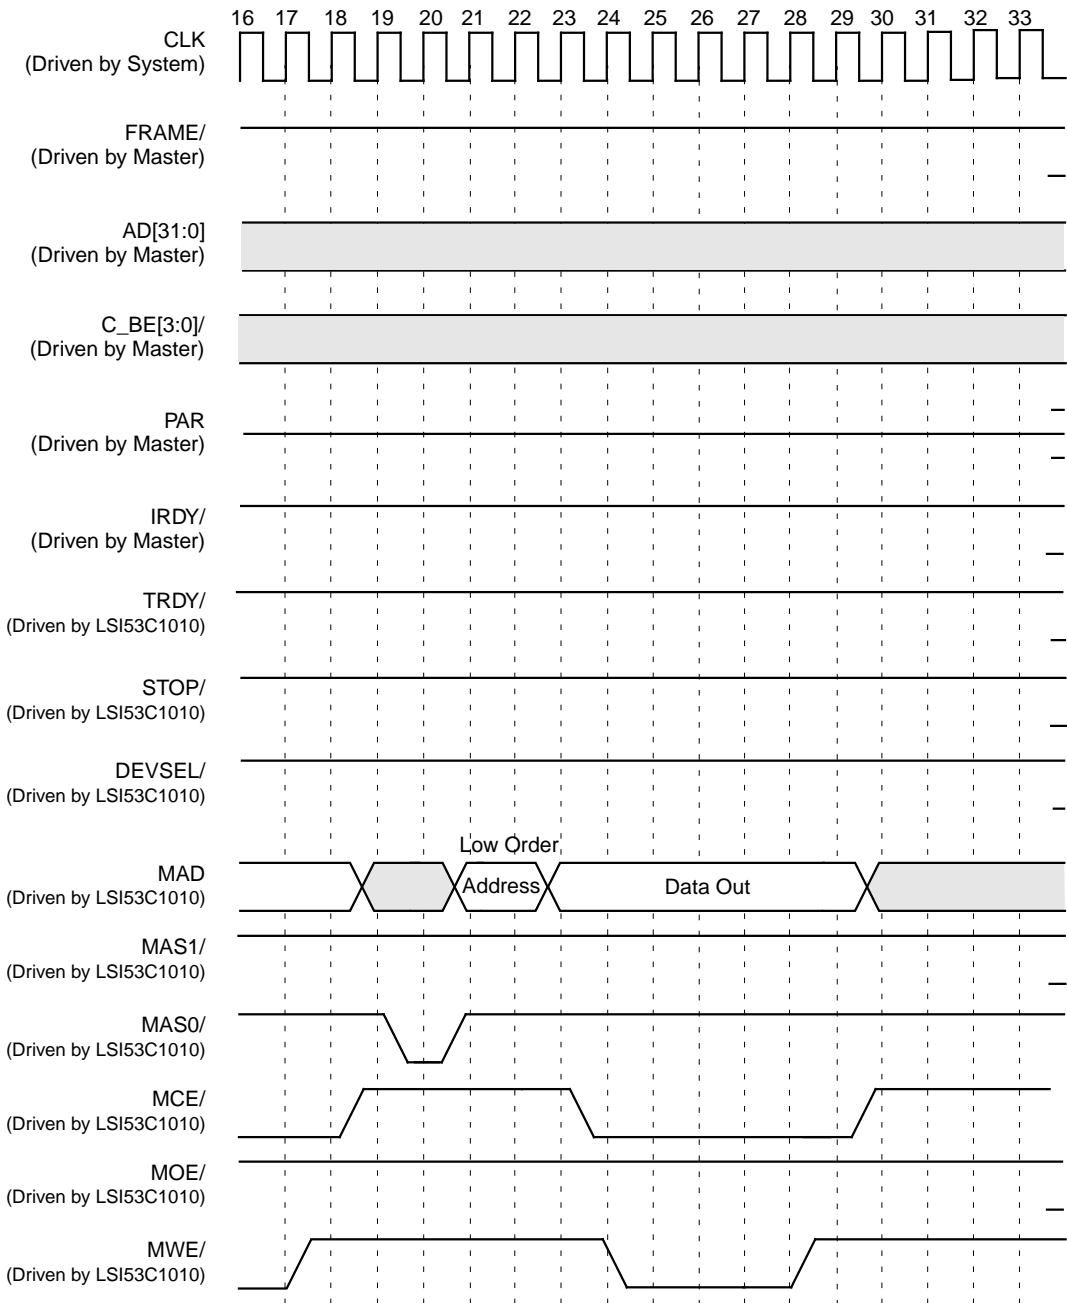 16 17 18 19 20 21 22 23 24 25 26 27 28 29 30 31 32 33
CLK
(Driven by System)
FRAME/
(Driven by Master)
AD[31:0]
(Driven by Master)
C_BE[3:0]/
(Driven by Master)
PAR
(Driven by Master)
IRDY/
(Driven by Master)
TRDY/
(Driven by LSI53C1010)
STOP/
(Driven by LSI53C1010)
DEVSEL/
(Driven by LSI53C1010)
Low Order
MAD
Address
Data Out
(Driven by LSI53C1010)
MAS1/
(Driven by LSI53C1010)
MAS0/
(Driven by LSI53C1010)
MCE/
(Driven by LSI53C1010)
MOE/
(Driven by LSI53C1010)
MWE/
(Driven by LSI53C1010)